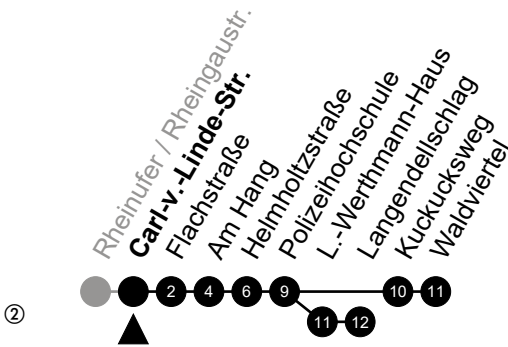 Rheinufer / Rheingaustr.
Carl-v.-Linde-Str.
Flachstraße
Am Hang
Helmholtzstraße
Polizeihochschule
L.-Werthmann-Haus
Langendellschlag
Kuckucksweg
Waldviertel
2 4 6 9 10 11
11 12
②